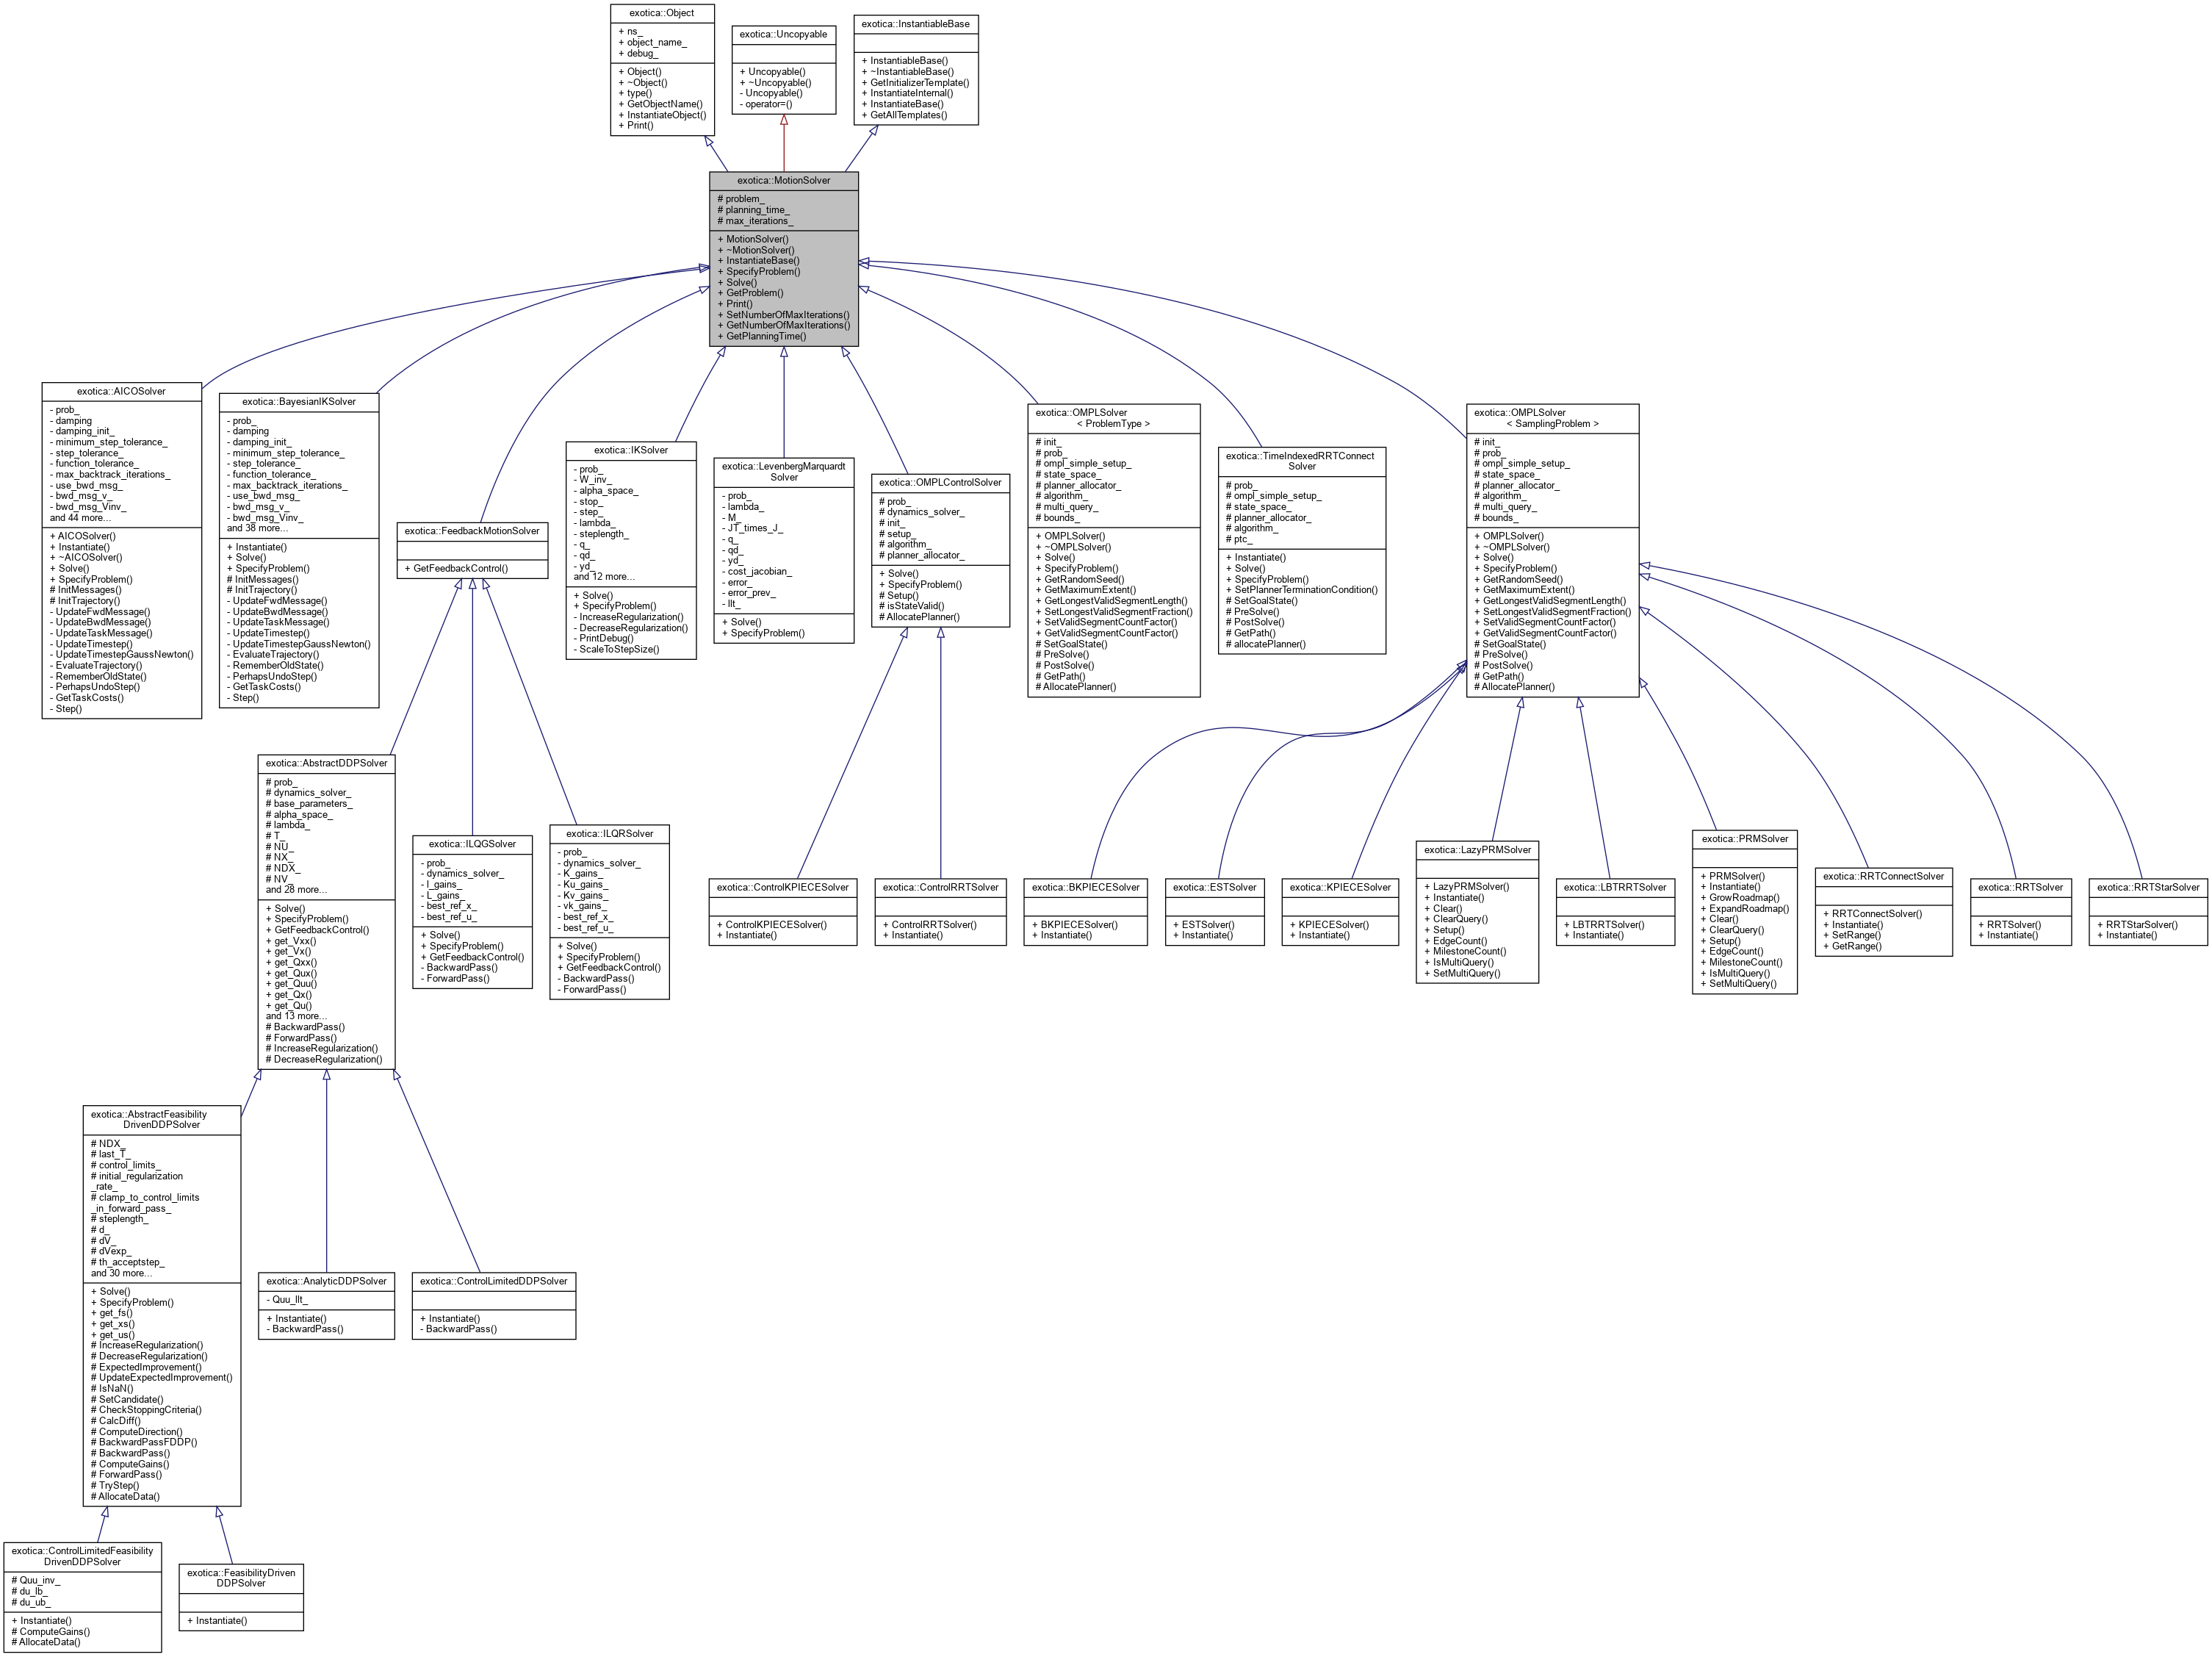 exotica::Object
+ ns_
+ object_name_
+ debug_
+ Object()
+ ~Object()
+ type()
+ GetObjectName()
+ InstantiateObject()
+ Print()
exotica::Uncopyable
+ Uncopyable()
+ ~Uncopyable()
- Uncopyable()
- operator=()
exotica::InstantiableBase
+ InstantiableBase()
+ ~InstantiableBase()
+ GetInitializerTemplate()
+ InstantiateInternal()
+ InstantiateBase()
+ GetAllTemplates()
exotica::MotionSolver
# problem_
# planning_time_
# max_iterations_
+ MotionSolver()
+ ~MotionSolver()
+ InstantiateBase()
+ SpecifyProblem()
+ Solve()
+ GetProblem()
+ Print()
+ SetNumberOfMaxIterations()
+ GetNumberOfMaxIterations()
+ GetPlanningTime()
exotica::AICOSolver
- prob_
- damping
- damping_init_
- minimum_step_tolerance_
- step_tolerance_
- function_tolerance_
- max_backtrack_iterations_
- use_bwd_msg_
- bwd_msg_v_
- bwd_msg_Vinv_
and 44 more...
+ AICOSolver()
+ Instantiate()
+ ~AICOSolver()
+ Solve()
+ SpecifyProblem()
# InitMessages()
# InitTrajectory()
- UpdateFwdMessage()
- UpdateBwdMessage()
- UpdateTaskMessage()
- UpdateTimestep()
- UpdateTimestepGaussNewton()
- EvaluateTrajectory()
- RememberOldState()
- PerhapsUndoStep()
- GetTaskCosts()
- Step()
exotica::BayesianIKSolver
- prob_
- damping
- damping_init_
- minimum_step_tolerance_
- step_tolerance_
- function_tolerance_
- max_backtrack_iterations_
- use_bwd_msg_
- bwd_msg_v_
- bwd_msg_Vinv_
and 38 more...
+ Instantiate()
+ Solve()
+ SpecifyProblem()
# InitMessages()
# InitTrajectory()
- UpdateFwdMessage()
- UpdateBwdMessage()
- UpdateTaskMessage()
- UpdateTimestep()
- UpdateTimestepGaussNewton()
- EvaluateTrajectory()
- RememberOldState()
- PerhapsUndoStep()
- GetTaskCosts()
- Step()
exotica::FeedbackMotionSolver
+ GetFeedbackControl()
exotica::IKSolver
- prob_
- W_inv_
- alpha_space_
- stop_
- step_
- lambda_
- steplength_
- q_
- qd_
- yd_
and 12 more...
+ Solve()
+ SpecifyProblem()
- IncreaseRegularization()
- DecreaseRegularization()
- PrintDebug()
- ScaleToStepSize()
exotica::LevenbergMarquardt
Solver
- prob_
- lambda_
- M_
- JT_times_J_
- q_
- qd_
- yd_
- cost_jacobian_
- error_
- error_prev_
- llt_
+ Solve()
+ SpecifyProblem()
exotica::OMPLControlSolver
# prob_
# dynamics_solver_
# init_
# setup_
# algorithm_
# planner_allocator_
+ Solve()
+ SpecifyProblem()
# Setup()
# isStateValid()
# AllocatePlanner()
exotica::OMPLSolver
< ProblemType >
# init_
# prob_
# ompl_simple_setup_
# state_space_
# planner_allocator_
# algorithm_
# multi_query_
# bounds_
+ OMPLSolver()
+ ~OMPLSolver()
+ Solve()
+ SpecifyProblem()
+ GetRandomSeed()
+ GetMaximumExtent()
+ GetLongestValidSegmentLength()
+ SetLongestValidSegmentFraction()
+ SetValidSegmentCountFactor()
+ GetValidSegmentCountFactor()
# SetGoalState()
# PreSolve()
# PostSolve()
# GetPath()
# AllocatePlanner()
exotica::TimeIndexedRRTConnect
Solver
# prob_
# ompl_simple_setup_
# state_space_
# planner_allocator_
# algorithm_
# ptc_
+ Instantiate()
+ Solve()
+ SpecifyProblem()
+ SetPlannerTerminationCondition()
# SetGoalState()
# PreSolve()
# PostSolve()
# GetPath()
# allocatePlanner()
exotica::OMPLSolver
< SamplingProblem >
# init_
# prob_
# ompl_simple_setup_
# state_space_
# planner_allocator_
# algorithm_
# multi_query_
# bounds_
+ OMPLSolver()
+ ~OMPLSolver()
+ Solve()
+ SpecifyProblem()
+ GetRandomSeed()
+ GetMaximumExtent()
+ GetLongestValidSegmentLength()
+ SetLongestValidSegmentFraction()
+ SetValidSegmentCountFactor()
+ GetValidSegmentCountFactor()
# SetGoalState()
# PreSolve()
# PostSolve()
# GetPath()
# AllocatePlanner()
exotica::AbstractDDPSolver
# prob_
# dynamics_solver_
# base_parameters_
# alpha_space_
# lambda_
# T_
# NU_
# NX_
# NDX_
# NV_
and 28 more...
+ Solve()
+ SpecifyProblem()
+ GetFeedbackControl()
+ get_Vxx()
+ get_Vx()
+ get_Qxx()
+ get_Qux()
+ get_Quu()
+ get_Qx()
+ get_Qu()
and 13 more...
# BackwardPass()
# ForwardPass()
# IncreaseRegularization()
# DecreaseRegularization()
exotica::ILQGSolver
- prob_
- dynamics_solver_
- l_gains_
- L_gains_
- best_ref_x_
- best_ref_u_
+ Solve()
+ SpecifyProblem()
+ GetFeedbackControl()
- BackwardPass()
- ForwardPass()
exotica::ILQRSolver
- prob_
- dynamics_solver_
- K_gains_
- Ku_gains_
- Kv_gains_
- vk_gains_
- best_ref_x_
- best_ref_u_
+ Solve()
+ SpecifyProblem()
+ GetFeedbackControl()
- BackwardPass()
- ForwardPass()
exotica::ControlKPIECESolver
+ ControlKPIECESolver()
+ Instantiate()
exotica::ControlRRTSolver
+ ControlRRTSolver()
+ Instantiate()
exotica::BKPIECESolver
+ BKPIECESolver()
+ Instantiate()
exotica::ESTSolver
+ ESTSolver()
+ Instantiate()
exotica::KPIECESolver
+ KPIECESolver()
+ Instantiate()
exotica::LazyPRMSolver
+ LazyPRMSolver()
+ Instantiate()
+ Clear()
+ ClearQuery()
+ Setup()
+ EdgeCount()
+ MilestoneCount()
+ IsMultiQuery()
+ SetMultiQuery()
exotica::LBTRRTSolver
+ LBTRRTSolver()
+ Instantiate()
exotica::PRMSolver
+ PRMSolver()
+ Instantiate()
+ GrowRoadmap()
+ ExpandRoadmap()
+ Clear()
+ ClearQuery()
+ Setup()
+ EdgeCount()
+ MilestoneCount()
+ IsMultiQuery()
+ SetMultiQuery()
exotica::RRTConnectSolver
+ RRTConnectSolver()
+ Instantiate()
+ SetRange()
+ GetRange()
exotica::RRTSolver
+ RRTSolver()
+ Instantiate()
exotica::RRTStarSolver
+ RRTStarSolver()
+ Instantiate()
exotica::AbstractFeasibility
DrivenDDPSolver
# NDX_
# last_T_
# control_limits_
# initial_regularization
_rate_
# clamp_to_control_limits
_in_forward_pass_
# steplength_
# d_
# dV_
# dVexp_
# th_acceptstep_
and 30 more...
+ Solve()
+ SpecifyProblem()
+ get_fs()
+ get_xs()
+ get_us()
# IncreaseRegularization()
# DecreaseRegularization()
# ExpectedImprovement()
# UpdateExpectedImprovement()
# IsNaN()
# SetCandidate()
# CheckStoppingCriteria()
# CalcDiff()
# ComputeDirection()
# BackwardPassFDDP()
# BackwardPass()
# ComputeGains()
# ForwardPass()
# TryStep()
# AllocateData()
exotica::AnalyticDDPSolver
- Quu_llt_
+ Instantiate()
- BackwardPass()
exotica::ControlLimitedDDPSolver
+ Instantiate()
- BackwardPass()
exotica::ControlLimitedFeasibility
DrivenDDPSolver
# Quu_inv_
# du_lb_
# du_ub_
+ Instantiate()
# ComputeGains()
# AllocateData()
exotica::FeasibilityDriven
DDPSolver
+ Instantiate()